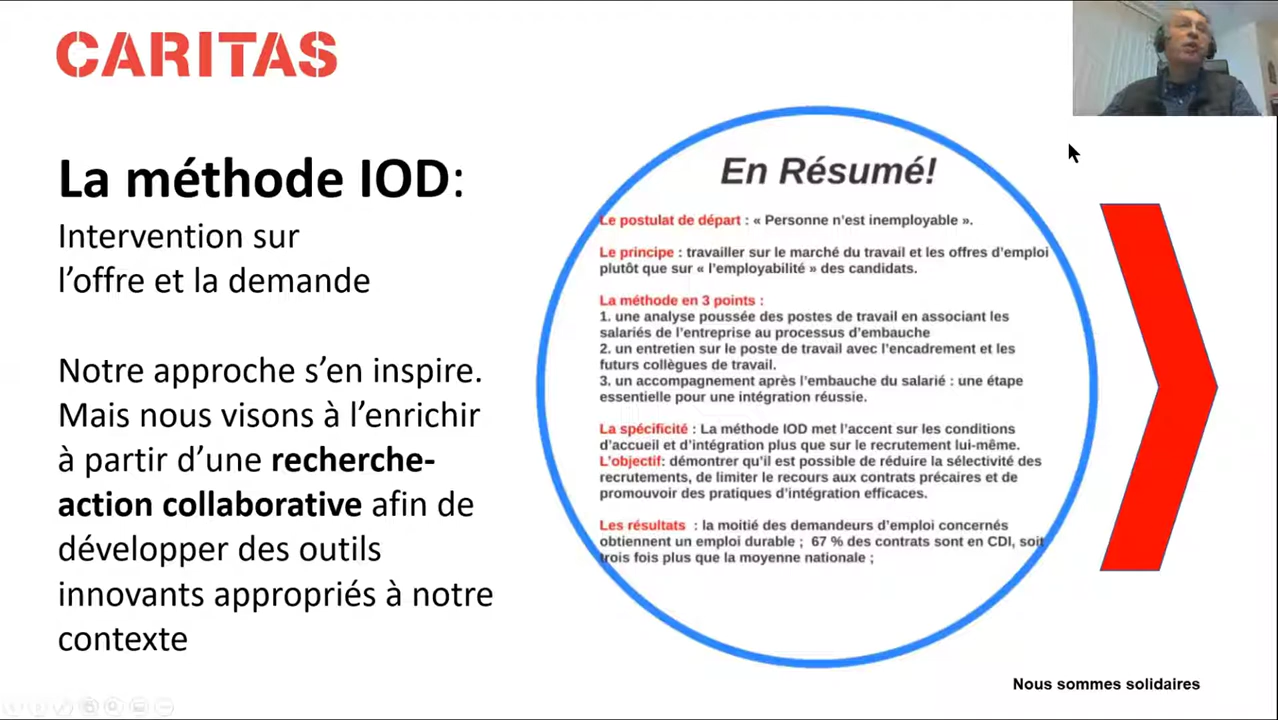 CARITAS
La méthode IOD:
Intervention sur
l'offre et la demande
Notre approche s'en inspire.
Mais nous visons à l'enrichir
à partir d'une recherche-
action collaborative afin de
développer des outils
innovants appropriés à notre
contexte
En Résumé!
Le postulat de départ : « Personne n'est inemployable ».
Le principe : travailler sur le marché du travail et les offres d'emploi
plutôt que sur « l'employabilité » des candidats.
La méthode en 3 points :
1. une analyse poussée des postes de travail en associant les
salariés de l'entreprise au processus d'embauche
2. un entretien sur le poste de travail avec l'encadrement et les
futurs collègues de travail.
3. un accompagnement après l'embauche du salarié : une étape
essentielle pour une intégration réussie.
La spécificité : La méthode IOD met l'accent sur les conditions
d'accueil et d'intégration plus que sur le recrutement lui-même.
L'objectif: démontrer qu'il est possible de réduire la sélectivité des
recrutements, de limiter le recours aux contrats précaires et de
promouvoir des pratiques d'intégration efficaces.
Les résultats : la moitié des demandeurs d'emploi concernés
obtiennent un emploi durable ; 67 % des contrats sont en CDI, soit
trois fois plus que la moyenne nationale ;
Nous sommes solidaires